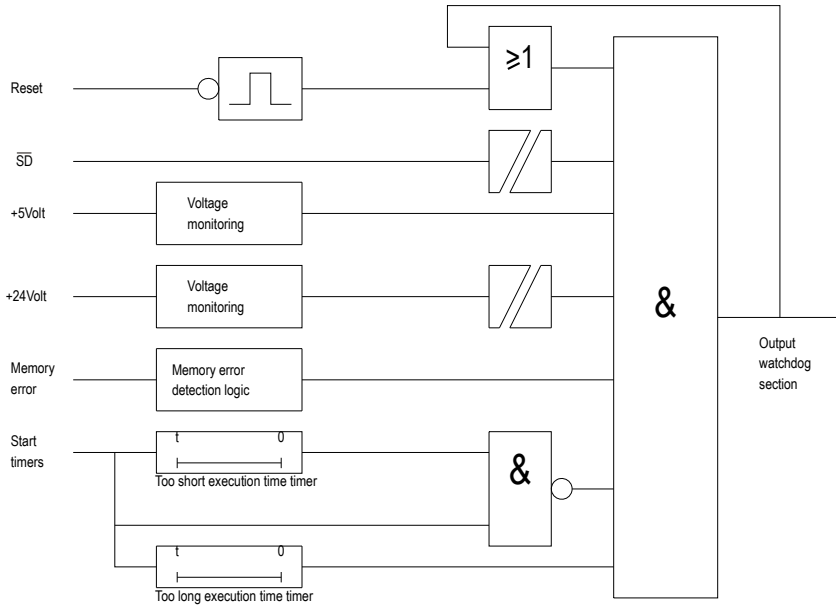 ≥1
Reset
S̅D̅
+5Volt
Voltage
monitoring
+24Volt
Voltage
monitoring
&
Output
watchdog
section
Memory
error
Memory error
detection logic
Start
timers
t 0
Too short execution time timer
&
t 0
Too long execution time timer